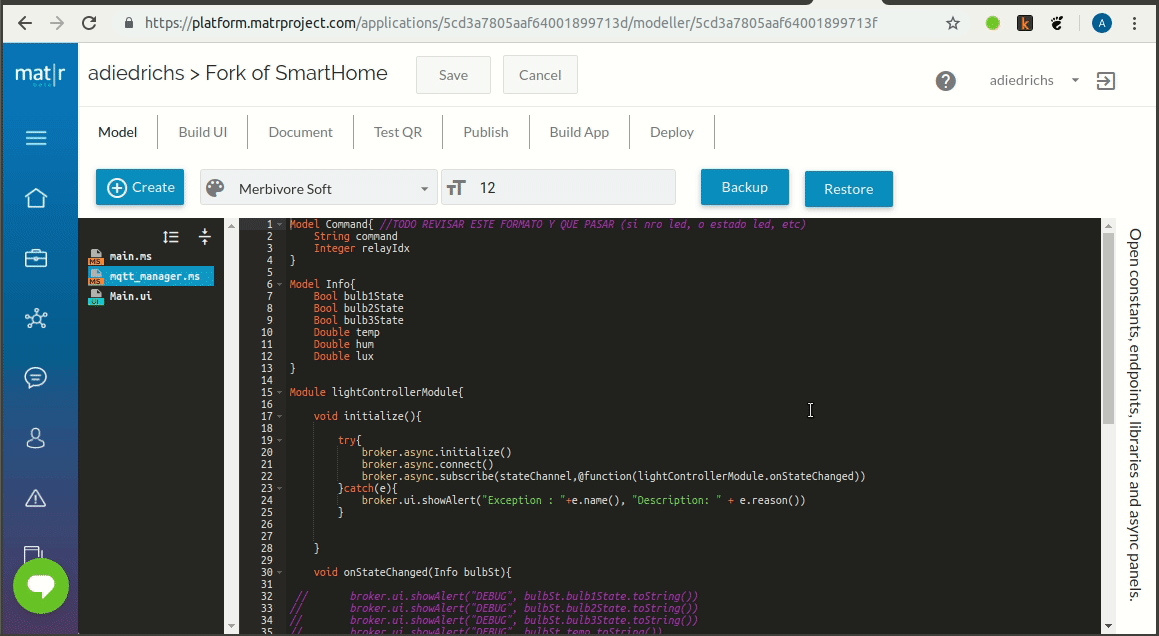 https://platform.matrproject.com/applications/5cd3a7805aaf64001899713d/modeller/5cd3a7805aaf64001899713f
k
A
mat|r
beta
adiedrichs > Fork of SmartHome
Save
Cancel
?
adiedrichs
Model
Build UI
Document
Test QR
Publish
Build App
Deploy
Create
Merbivore Soft
12
Backup
Restore
main.ms
mqtt_manager.ms
Main.ui
1 Model Command{ //TODO REVISAR ESTE FORMATO Y QUE PASAR (si nro led, o estado led, etc)
2 String command
3 Integer relayIdx
4 }
5
6 Model Info{
7 Bool bulb1State
8 Bool bulb2State
9 Bool bulb3State
10 Double temp
11 Double hum
12 Double lux
13 }
14
15 Module lightControllerModule{
16
17 void initialize(){
18
19 try{
20 broker.async.initialize()
21 broker.async.connect()
22 broker.async.subscribe(stateChannel,@function(lightControllerModule.onStateChanged))
23 }catch(e){
24 broker.ui.showAlert("Exception : "+e.name(), "Description: " + e.reason())
25 }
26
27
28 }
29
30 void onStateChanged(Info bulbSt){
31
32 // broker.ui.showAlert("DEBUG", bulbSt.bulb1State.toString())
33 // broker.ui.showAlert("DEBUG", bulbSt.bulb2State.toString())
34 // broker.ui.showAlert("DEBUG", bulbSt.bulb3State.toString())
35 // broker.ui.showAlert("DEBUG", bulbSt.temp.toString())
Open constants, endpoints, libraries and async panels.